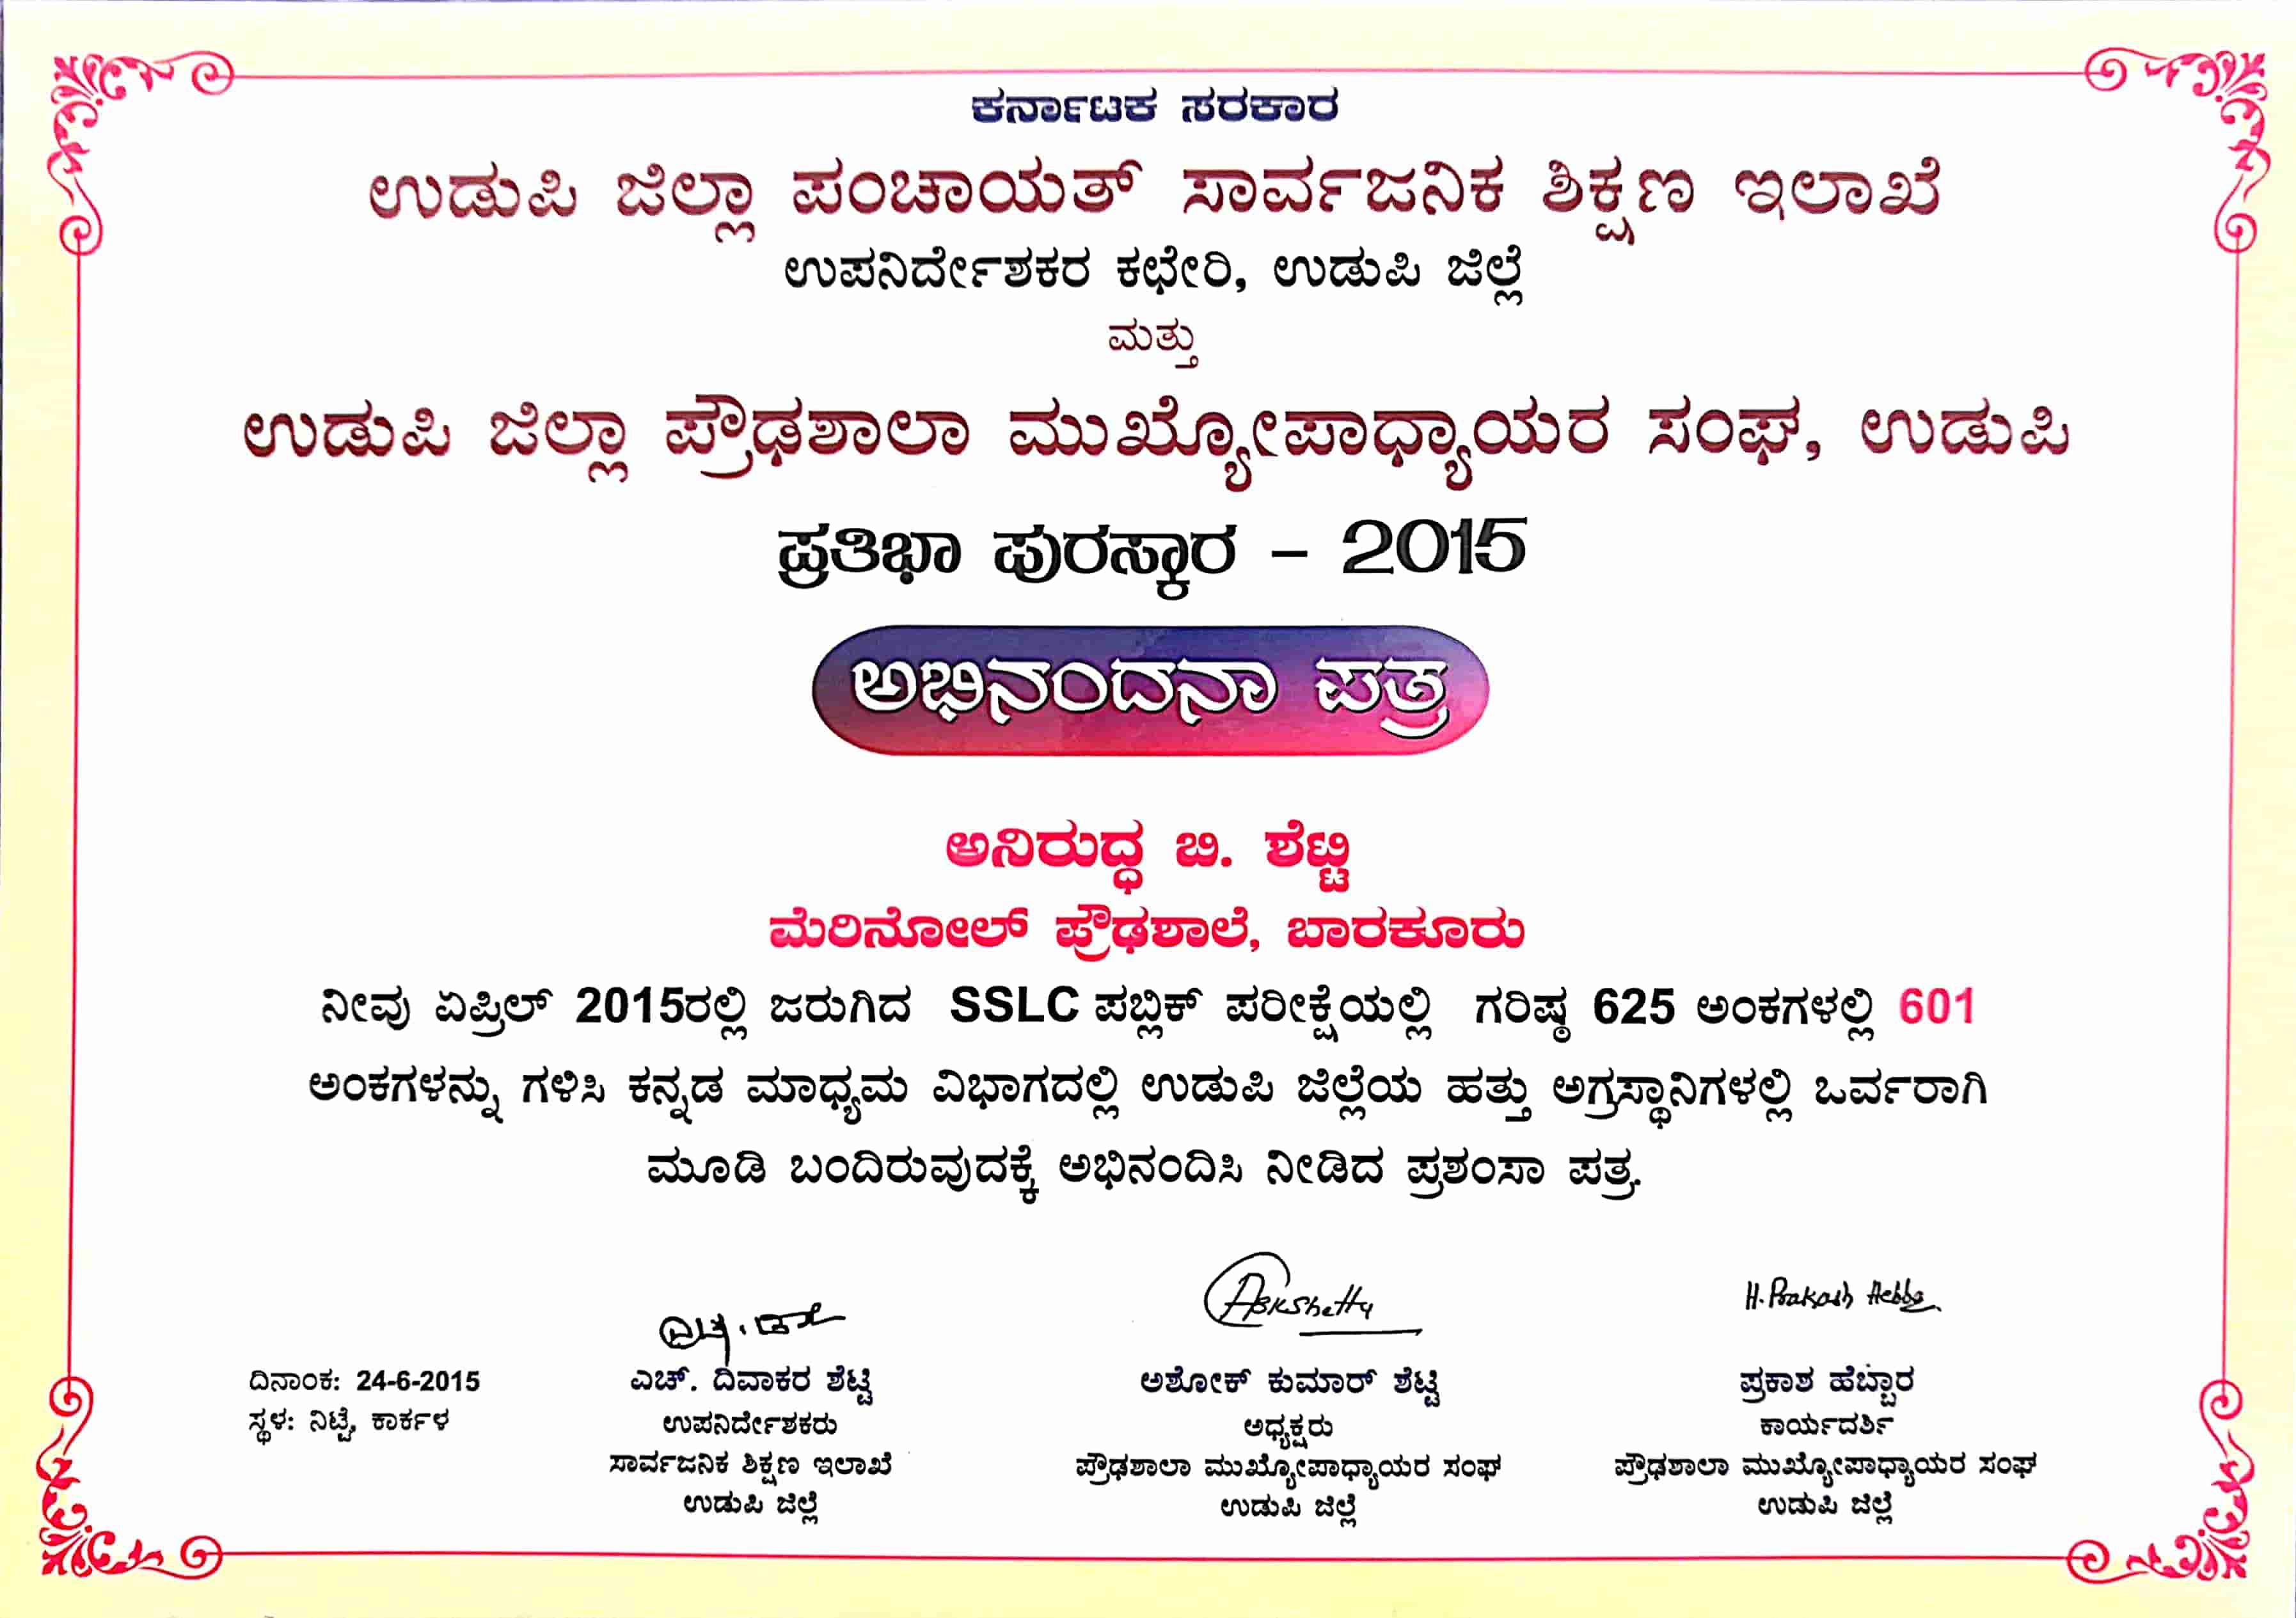 ಕರ್ನಾಟಕ ಸರಕಾರ
ಉಡುಪಿ ಜಿಲ್ಲಾ ಪಂಚಾಯತ್ ಸಾರ್ವಜನಿಕ ಶಿಕ್ಷಣ ಇಲಾಖೆ
ಉಪನಿರ್ದೇಶಕರ ಕಛೇರಿ, ಉಡುಪಿ ಜಿಲ್ಲೆ
ಮತ್ತು
ಉಡುಪಿ ಜಿಲ್ಲಾ ಪ್ರೌಢಶಾಲಾ ಮುಖ್ಯೋಪಾಧ್ಯಾಯರ ಸಂಘ, ಉಡುಪಿ
ಪ್ರತಿಭಾ ಪುರಸ್ಕಾರ - 2015
ಅಭಿನಂದನಾ ಪತ್ರ
ಅನಿರುದ್ಧ ಬಿ. ಶೆಟ್ಟಿ
ಮೆರಿನೋಲ್ ಪ್ರೌಢಶಾಲೆ, ಬಾರಕೂರು
ನೀವು ಏಪ್ರಿಲ್ 2015ರಲ್ಲಿ ಜರುಗಿದ SSLC ಪಬ್ಲಿಕ್ ಪರೀಕ್ಷೆಯಲ್ಲಿ ಗರಿಷ್ಠ 625 ಅಂಕಗಳಲ್ಲಿ 601
ಅಂಕಗಳನ್ನು ಗಳಿಸಿ ಕನ್ನಡ ಮಾಧ್ಯಮ ವಿಭಾಗದಲ್ಲಿ ಉಡುಪಿ ಜಿಲ್ಲೆಯ ಹತ್ತು ಅಗ್ರಸ್ಥಾನಿಗಳಲ್ಲಿ ಒರ್ವರಾಗಿ
ಮೂಡಿ ಬಂದಿರುವುದಕ್ಕೆ ಅಭಿನಂದಿಸಿ ನೀಡಿದ ಪ್ರಶಂಸಾ ಪತ್ರ.
ABKShetty
H. Prakash Hebbar
ದಿನಾಂಕ: 24-6-2015
ಸ್ಥಳ: ನಿಟ್ಟೆ, ಕಾರ್ಕಳ
ಎಚ್. ದಿವಾಕರ ಶೆಟ್ಟಿ
ಉಪನಿರ್ದೇಶಕರು
ಸಾರ್ವಜನಿಕ ಶಿಕ್ಷಣ ಇಲಾಖೆ
ಉಡುಪಿ ಜಿಲ್ಲೆ
ಅಶೋಕ್ ಕುಮಾರ್ ಶೆಟ್ಟಿ
ಅಧ್ಯಕ್ಷರು
ಪ್ರೌಢಶಾಲಾ ಮುಖ್ಯೋಪಾಧ್ಯಾಯರ ಸಂಘ
ಉಡುಪಿ ಜಿಲ್ಲೆ
ಪ್ರಕಾಶ ಹೆಬ್ಬಾರ
ಕಾರ್ಯದರ್ಶಿ
ಪ್ರೌಢಶಾಲಾ ಮುಖ್ಯೋಪಾಧ್ಯಾಯರ ಸಂಘ
ಉಡುಪಿ ಜಿಲ್ಲೆ